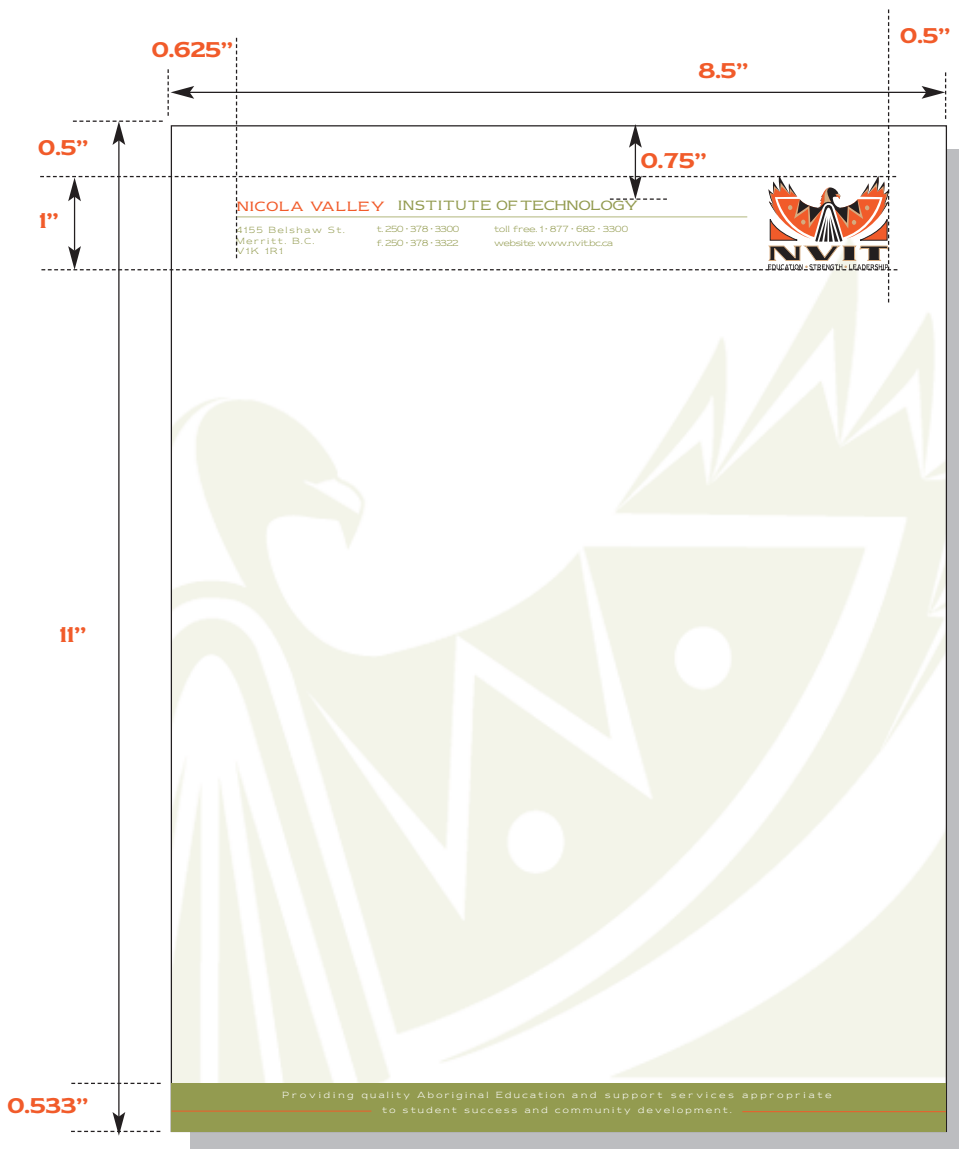 0.5”
0.625”
8.5”
0.5”
0.75”
1”
NICOLA VALLEY INSTITUTE OF TECHNOLOGY
4155 Belshaw St. t. 250 • 378 • 3300 toll free. 1 • 877 • 682 • 3300
Merritt. B.C. f. 250 • 378 • 3322 website: www.nvit.bc.ca
V1K 1R1
NVIT
EDUCATION - STRENGTH - LEADERSHIP
11”
0.533”
Providing quality Aboriginal Education and support services appropriate
to student success and community development.